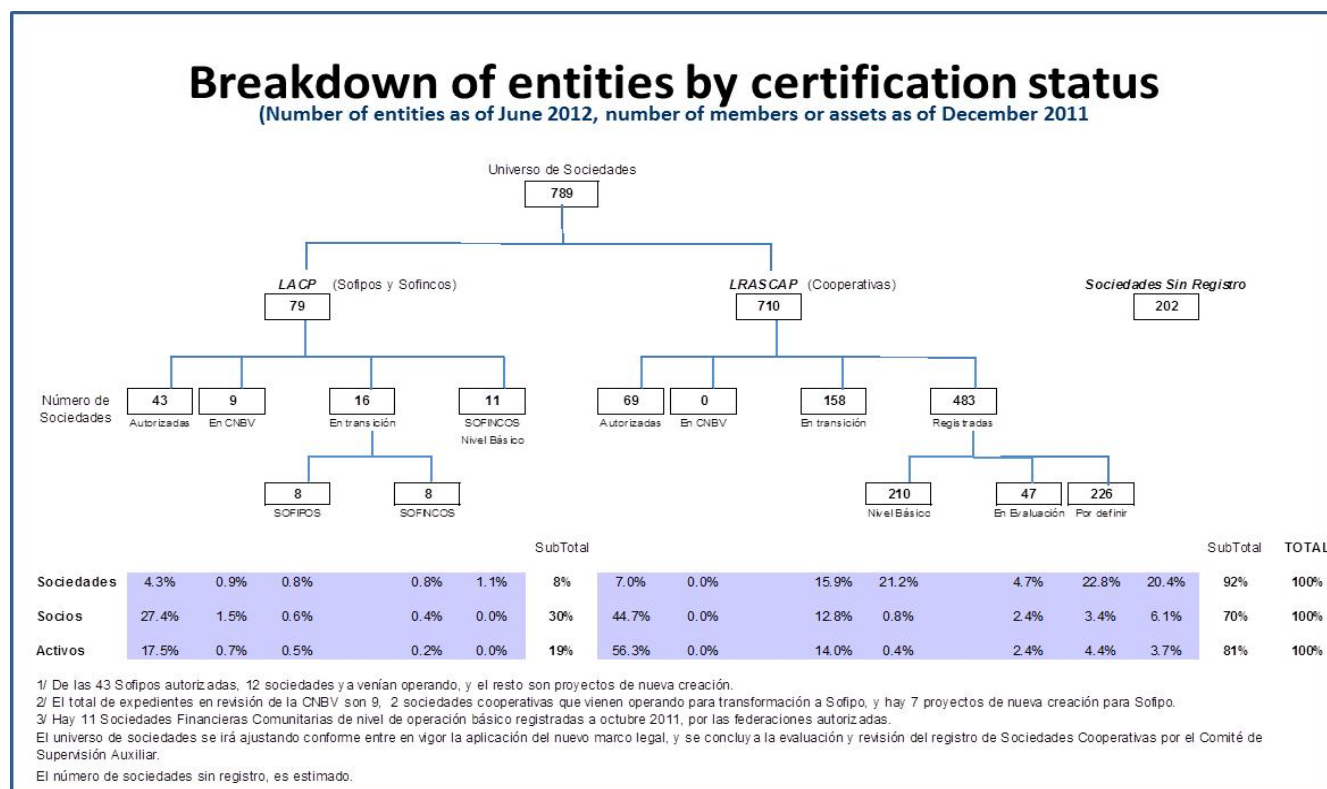 Breakdown of entities by certification status
(Number of entities as of June 2012, number of members or assets as of December 2011
Universo de Sociedades
789
LACP (Sofipos y Sofincos) LRASCAP (Cooperativas) Sociedades Sin Registro
79 710 202
Número de Sociedades
43 9 16 11 69 0 158 483
Autorizadas En CNBV En transición SOFINCOS Nivel Básico Autorizadas En CNBV En transición Registradas
8 8 210 47 226
SOFIPOS SOFINCOS Nivel Básico En Evaluación Por definir
SubTotal SubTotal TOTAL
Sociedades 4.3% 0.9% 0.8% 0.8% 1.1% 8% 7.0% 0.0% 15.9% 21.2% 4.7% 22.8% 20.4% 92% 100%
Socios 27.4% 1.5% 0.6% 0.4% 0.0% 30% 44.7% 0.0% 12.8% 0.8% 2.4% 3.4% 6.1% 70% 100%
Activos 17.5% 0.7% 0.5% 0.2% 0.0% 19% 56.3% 0.0% 14.0% 0.4% 2.4% 4.4% 3.7% 81% 100%
1/ De las 43 Sofipos autorizadas, 12 sociedades ya venían operando, y el resto son proyectos de nueva creación.
2/ El total de expedientes en revisión de la CNBV son 9, 2 sociedades cooperativas que vienen operando para transformación a Sofipo, y hay 7 proyectos de nueva creación para Sofipo.
3/ Hay 11 Sociedades Financieras Comunitarias de nivel de operación básico registradas a octubre 2011, por las federaciones autorizadas.
El universo de sociedades se irá ajustando conforme entre en vigor la aplicación del nuevo marco legal, y se concluya la evaluación y revisión del registro de Sociedades Cooperativas por el Comité de
Supervisión Auxiliar.
El número de sociedades sin registro, es estimado.